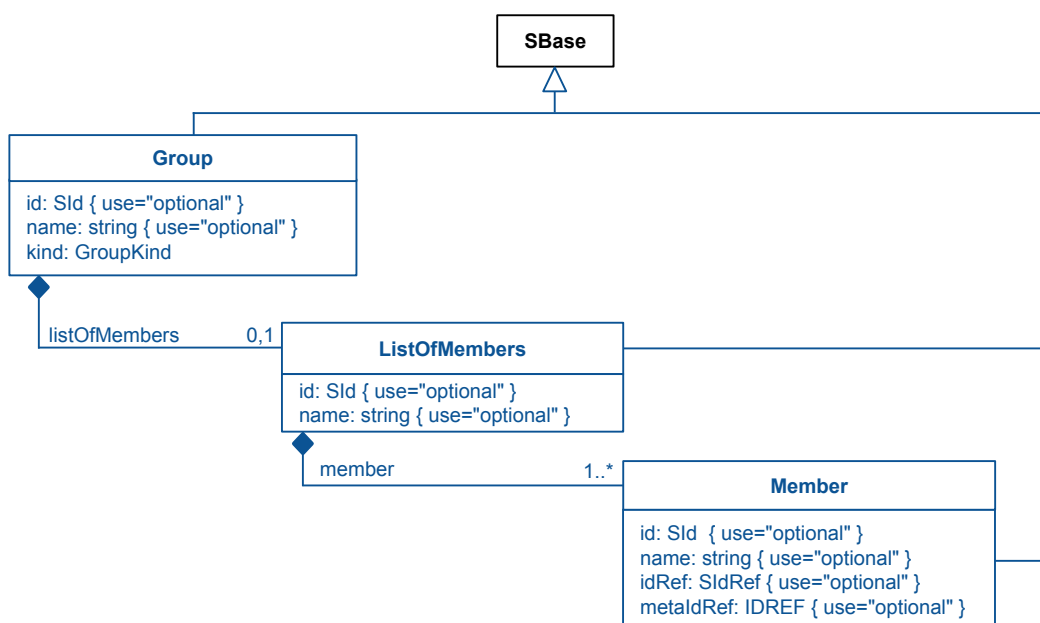 SBase
Group
id: SId { use="optional" }
name: string { use="optional" }
kind: GroupKind
listOfMembers 0,1
ListOfMembers
id: SId { use="optional" }
name: string { use="optional" }
member 1..*
Member
id: SId { use="optional" }
name: string { use="optional" }
idRef: SIdRef { use="optional" }
metaIdRef: IDREF { use="optional" }